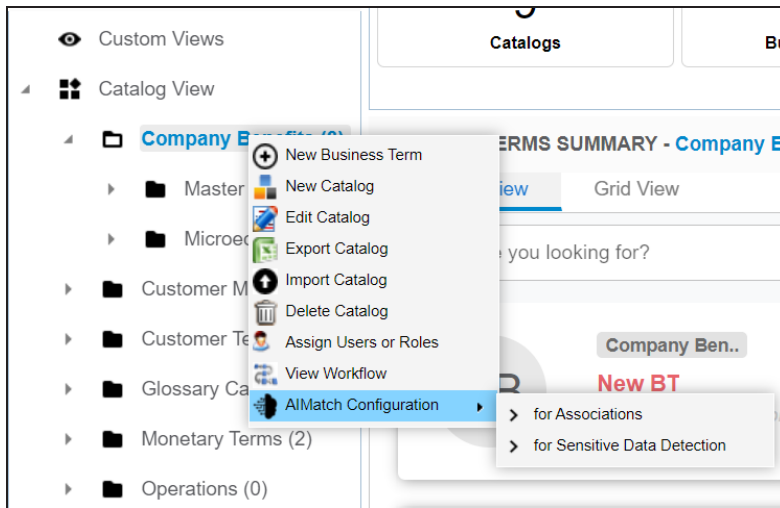 Custom Views
Catalog View
Company Benefits (0)
Master
Customer M
Customer Te
Glossary Ca
Monetary Terms (2)
Operations (0)
New Business Term
New Catalog
Edit Catalog
Export Catalog
Import Catalog
Delete Catalog
Assign Users or Roles
View Workflow
AIMatch Configuration
for Associations
for Sensitive Data Detection
Catalogs
ERMS SUMMARY - Company B
iew
Grid View
you looking for?
Company Ben..
New BT